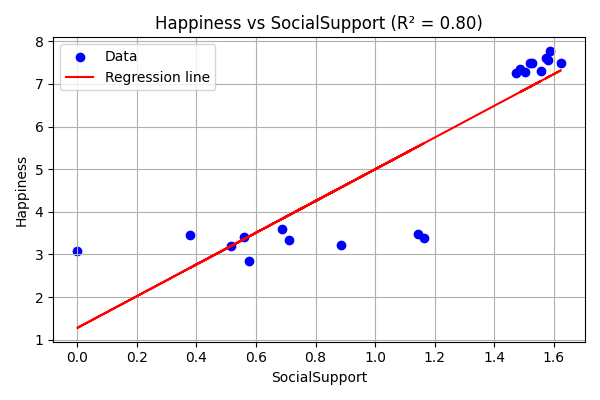 Happiness vs SocialSupport (R² = 0.80)
Data
Regression line
8
7
6
5
4
3
2
1
Happiness
0.0 0.2 0.4 0.6 0.8 1.0 1.2 1.4 1.6
SocialSupport